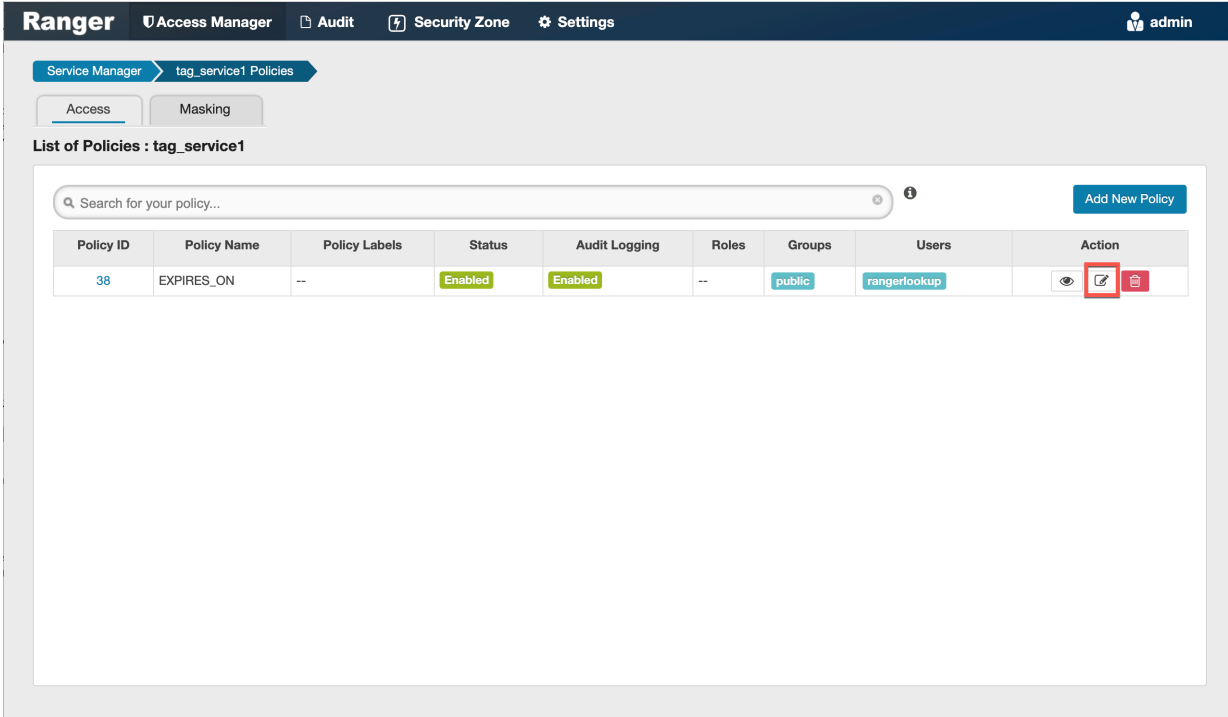 Ranger Access Manager Audit Security Zone Settings admin
Service Manager tag_service1 Policies
Access Masking
List of Policies : tag_service1
Search for your policy... Add New Policy
Policy ID Policy Name Policy Labels Status Audit Logging Roles Groups Users Action
38 EXPIRES_ON -- Enabled Enabled -- public rangerlookup